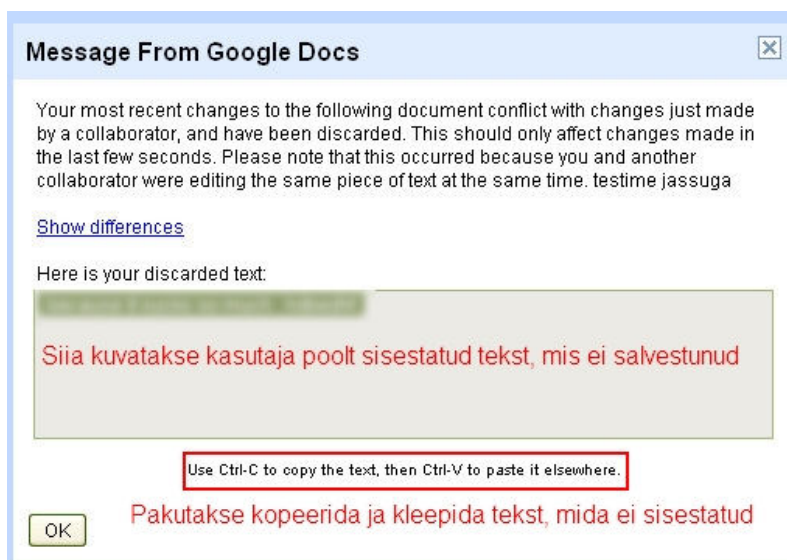 Message From Google Docs
Your most recent changes to the following document conflict with changes just made
by a collaborator, and have been discarded. This should only affect changes made in
the last few seconds. Please note that this occurred because you and another
collaborator were editing the same piece of text at the same time. testime jassuga
Show differences
Here is your discarded text:
Siia kuvatakse kasutaja poolt sisestatud tekst, mis ei salvestunud
Use Ctrl-C to copy the text, then Ctrl-V to paste it elsewhere.
Pakutakse kopeerida ja kleepida tekst, mida ei sisestatud
OK